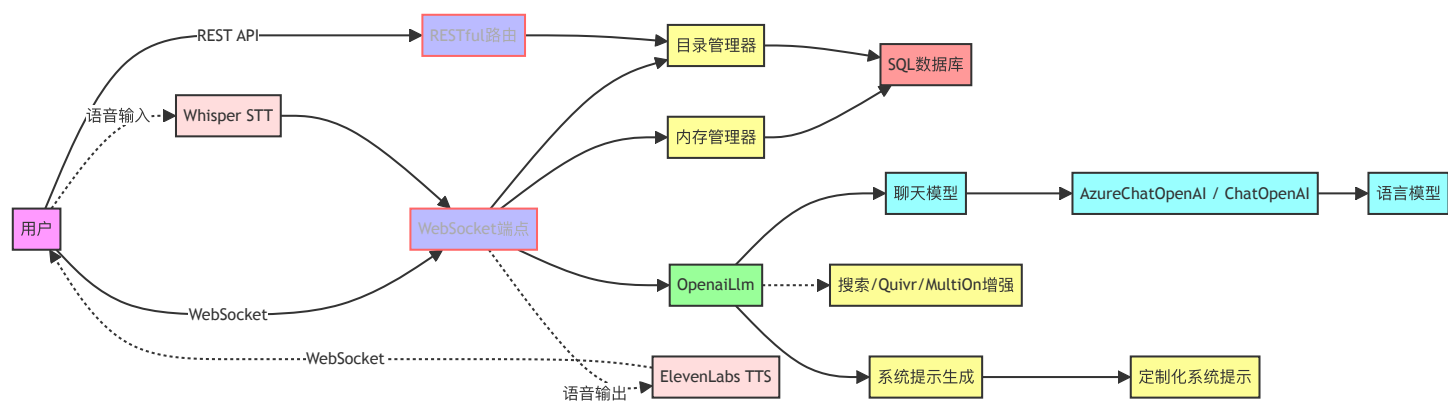 REST API
RESTful路由
目录管理器
SQL数据库
语音输入
Whisper STT
内存管理器
聊天模型
AzureChatOpenAI / ChatOpenAI
语言模型
用户
WebSocket端点
OpenaiLlm
搜索/Quivr/MultiOn增强
WebSocket
WebSocket
ElevenLabs TTS
语音输出
系统提示生成
定制化系统提示